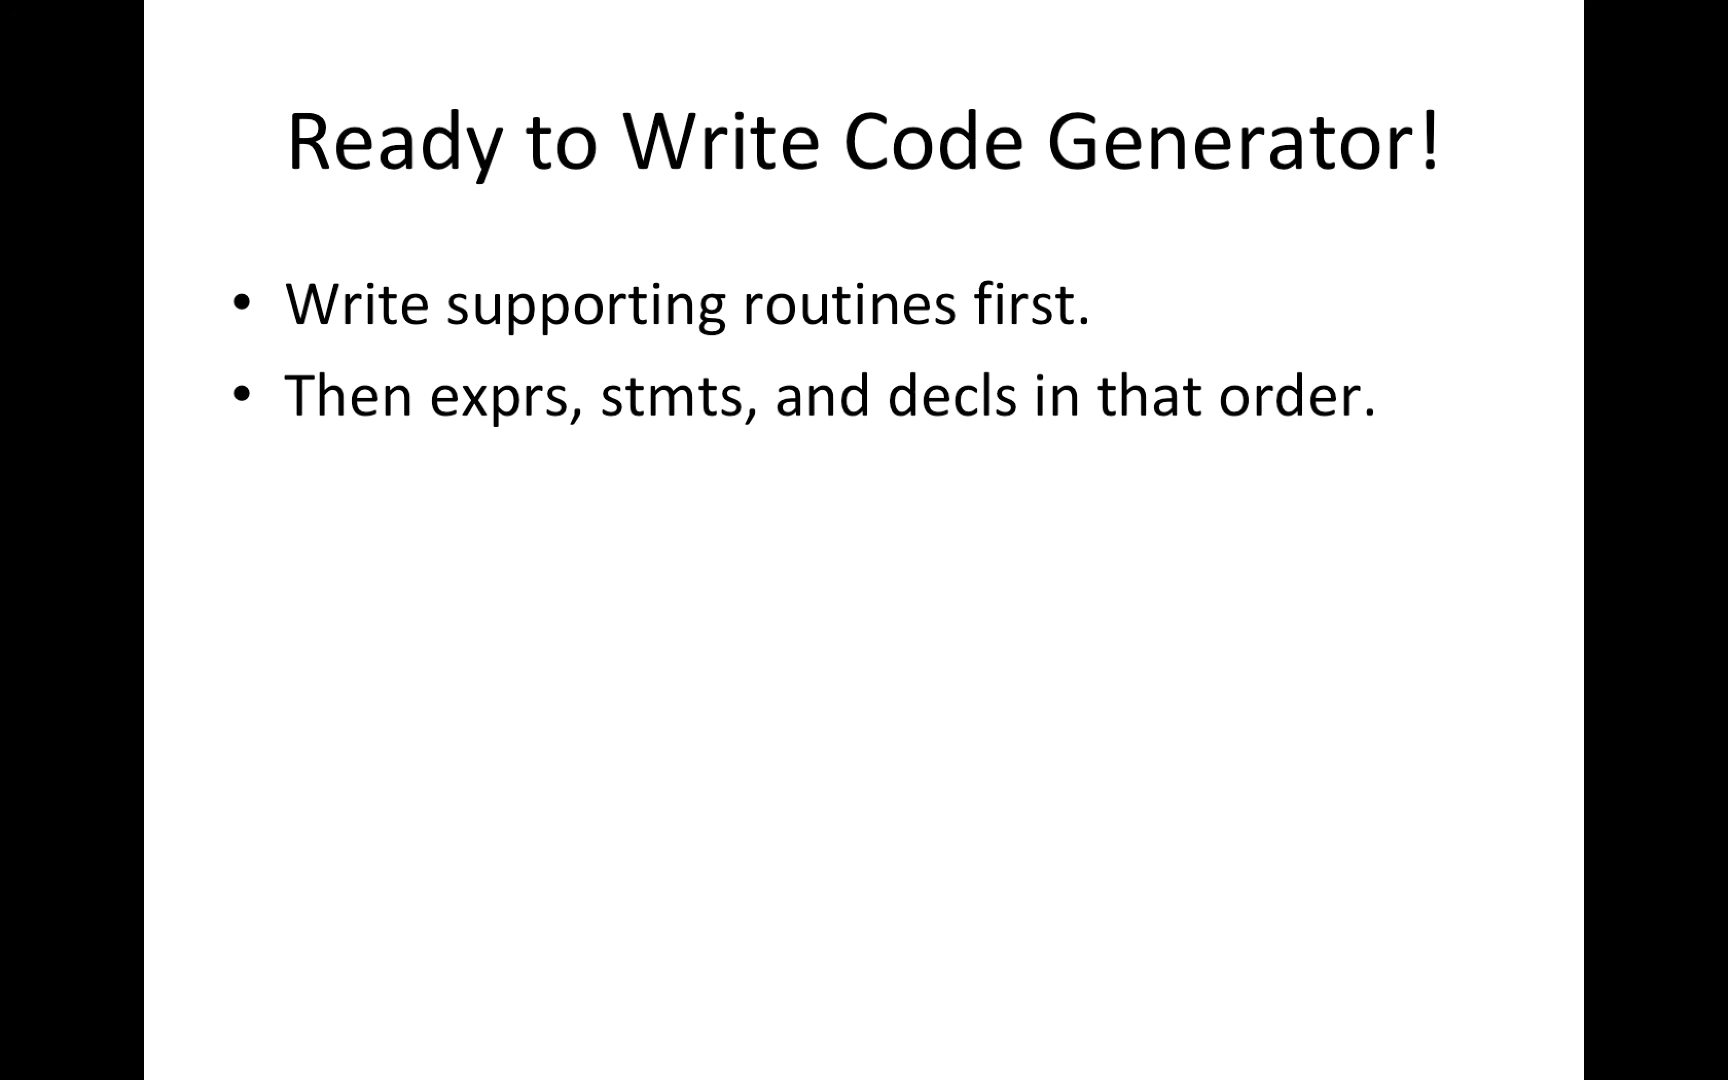 Ready to Write Code Generator!
• Write supporting routines first.
• Then exprs, stmts, and decls in that order.